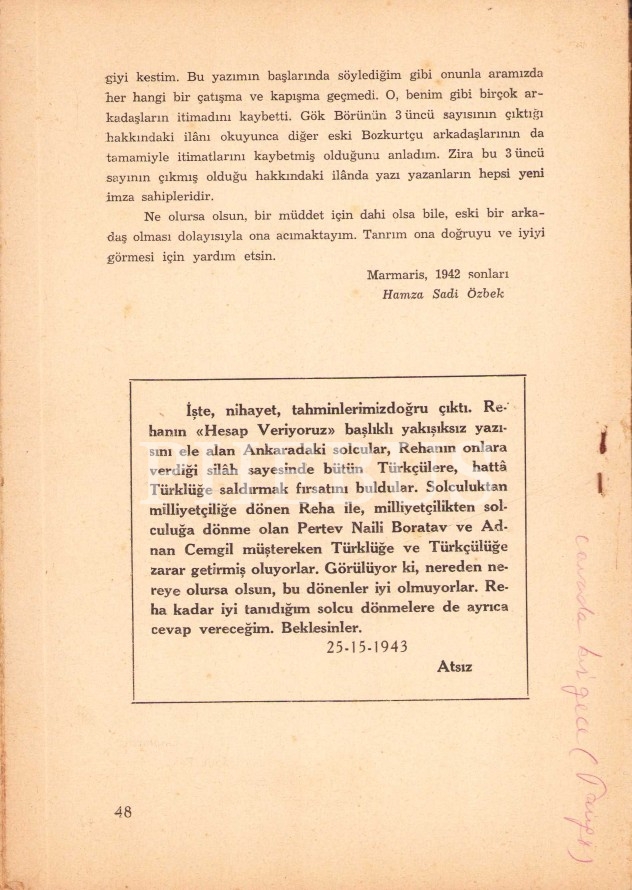 giyi kestim. Bu yazımın başlarında söylediğim gibi onunla aramızda
her hangi bir çatışma ve kapışma geçmedi. O, benim gibi birçok ar-
kadaşların itimadını kaybetti. Gök Börünün 3 üncü sayısının çıktığı
hakkındaki ilânı okuyunca diğer eski Bozkurtçu arkadaşlarının da
tamamiyle itimatlarını kaybetmiş olduğunu anladım. Zira bu 3 üncü
sayının çıkmış olduğu hakkındaki ilânda yazı yazanların hepsi yeni
imza sahipleridir.
Ne olursa olsun, bir müddet için dahi olsa bile, eski bir arka-
daş olması dolayısıyla ona acımaktayım. Tanrım ona doğruyu ve iyiyi
görmesi için yardım etsin.
Marmaris, 1942 sonları
Hamza Sadi Özbek
İşte, nihayet, tahminlerimizdoğru çıktı. Re-
hanın «Hesap Veriyoruz» başlıklı yakışıksız yazı-
sını ele alan Ankaradaki solcular, Rehanın onlara
verdiği silâh sayesinde bütün Türkçülere, hattâ
Türklüğe saldırmak fırsatını buldular. Solculuktan
milliyetçiliğe dönen Reha ile, milliyetçilikten sol-
culuğa dönme olan Pertev Naili Boratav ve Ad-
nan Cemgil müştereken Türklüğe ve Türkçülüğe
zarar getirmiş oluyorlar. Görülüyor ki, nereden ne-
reye olursa olsun, bu dönenler iyi olmuyorlar. Re-
ha kadar iyi tanıdığım solcu dönmelere de ayrıca
cevap vereceğim. Beklesinler.
25-15-1943
Atsız
48
bir gece